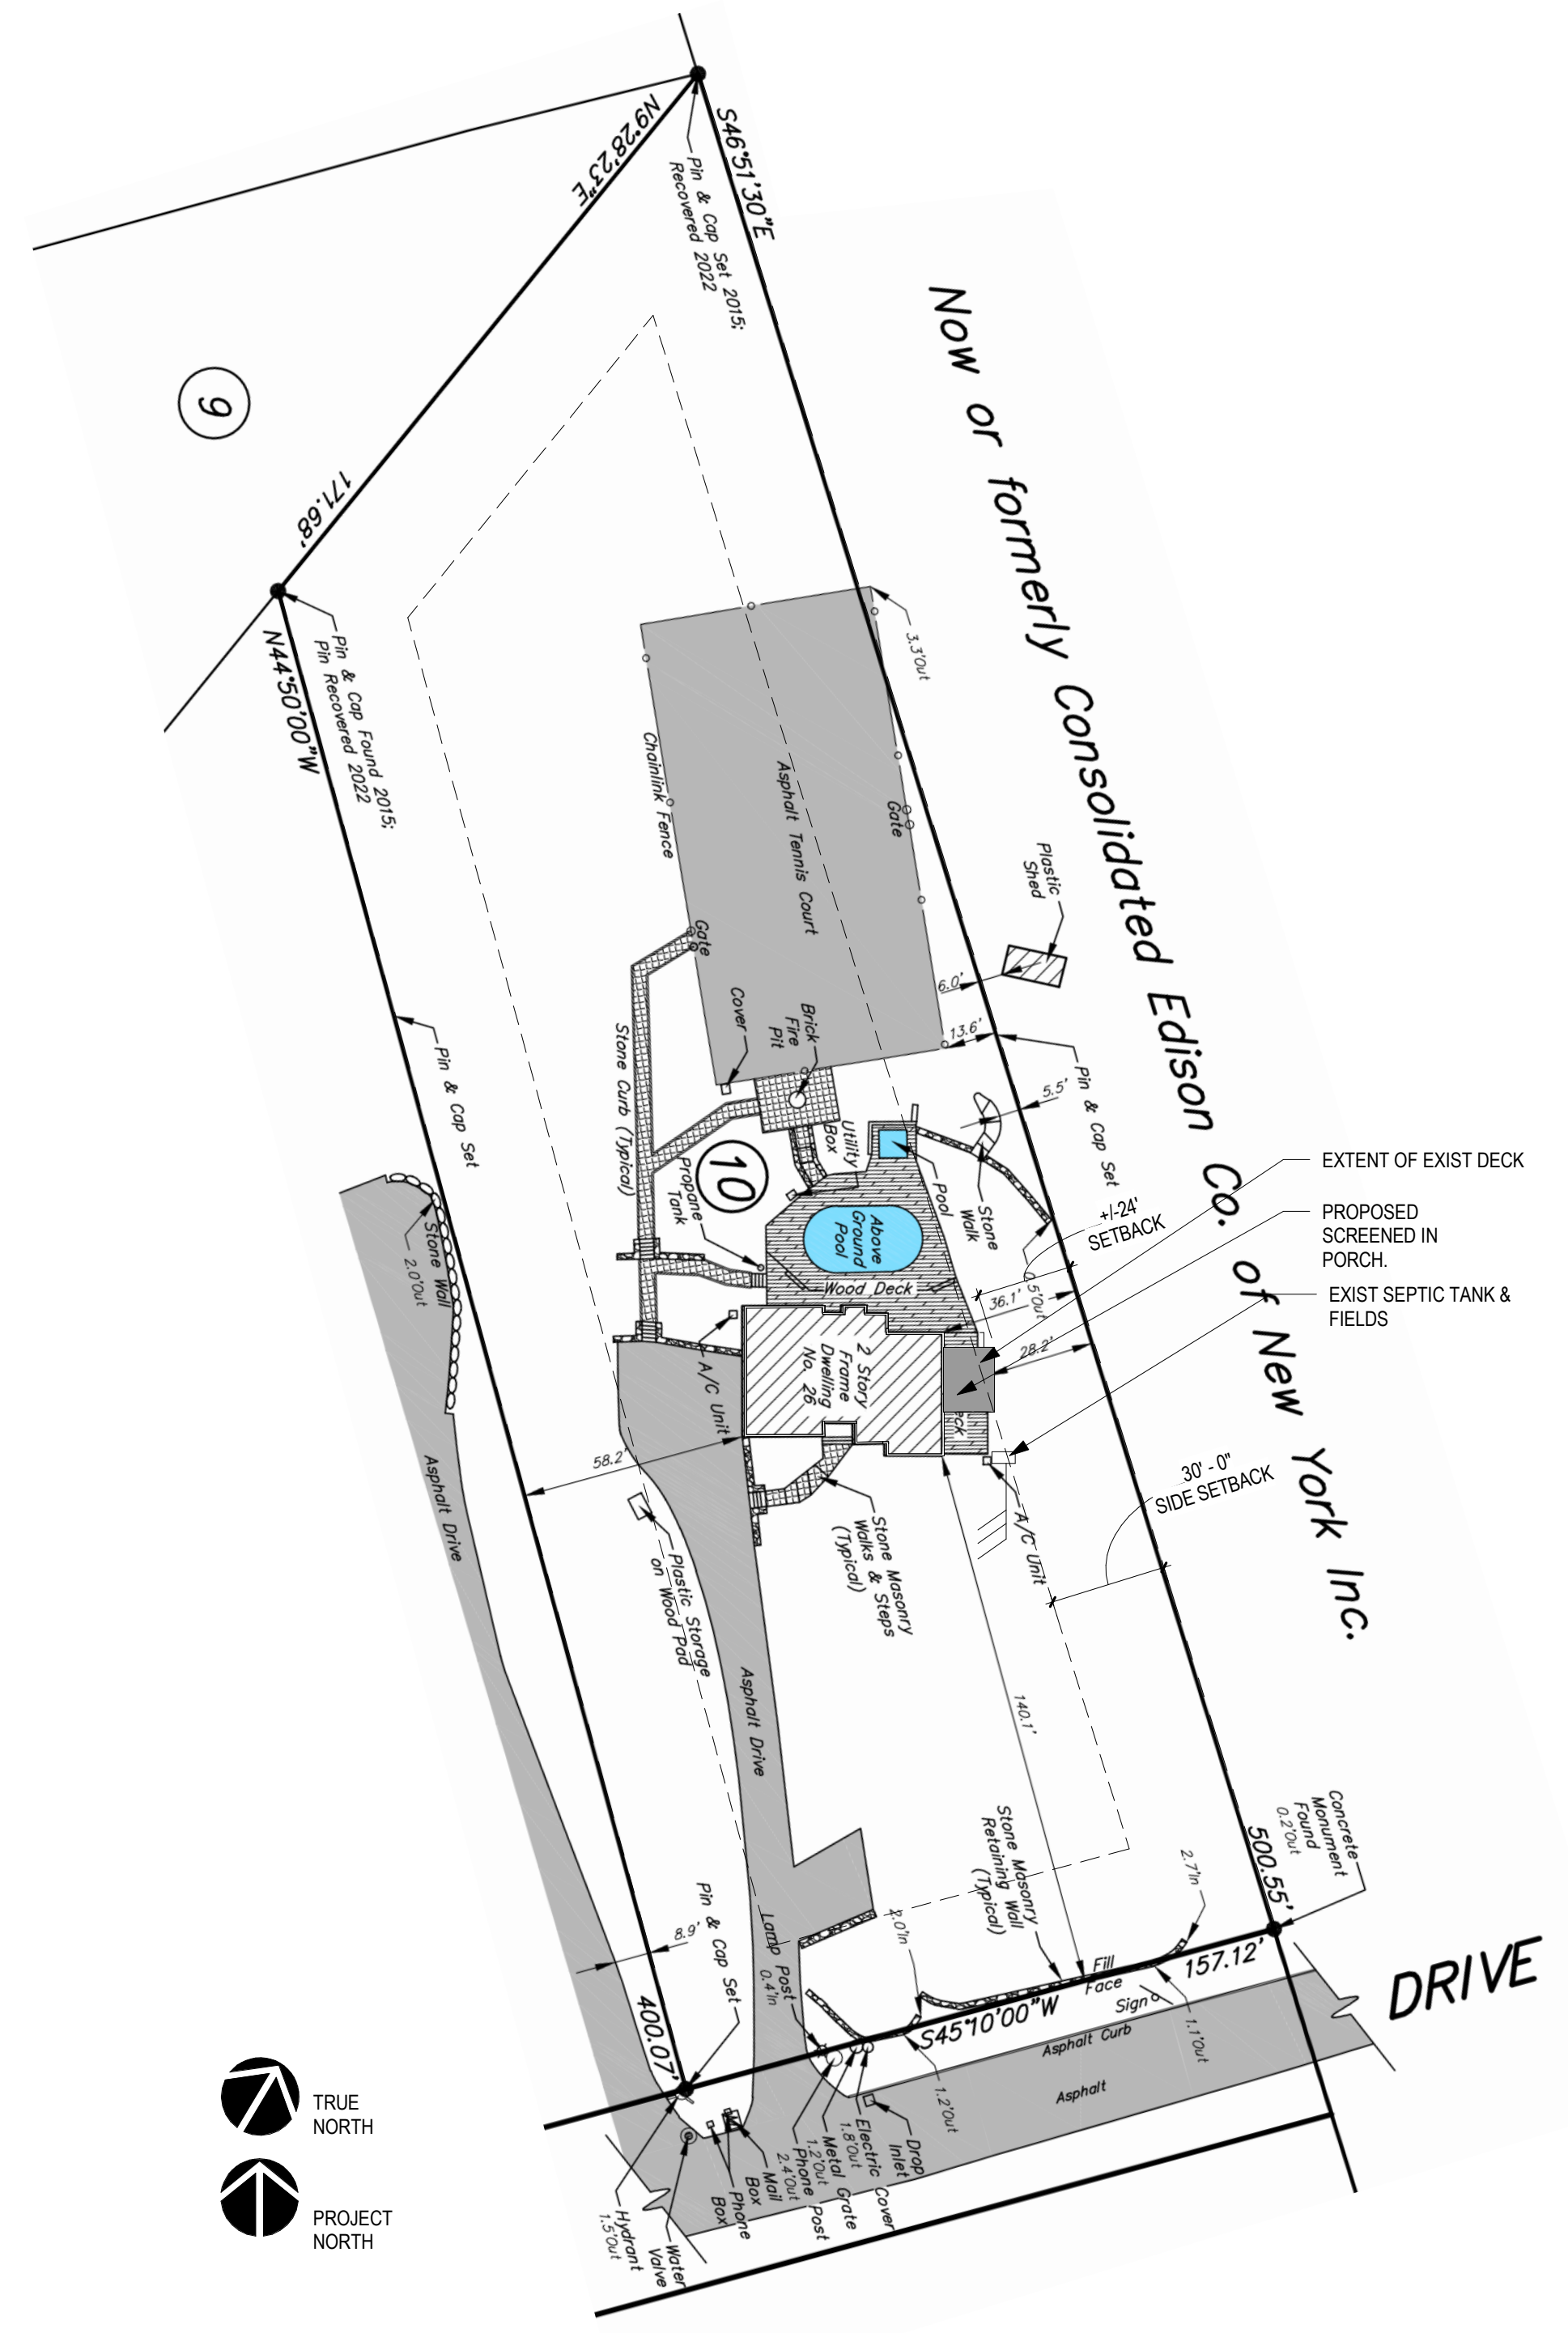 N9°28'23"E
S46°51'30"E
Pin & Cap Set 2015;
Recovered 2022
Now or formerly Consolidated Edison Co. of New York Inc.
9
171.68'
N44°50'00"W
Pin & Cap Found 2015;
Pin Recovered 2022
3.3'Out
Chainlink Fence
Asphalt Tennis Court
Gate
Plastic
Shed
Gate
6.0'
Cover
Brick
Fire
Pit
13.6'
Pin & Cap Set
Stone Curb (Typical)
5.5'
Pin & Cap Set
Utility
Box
10
Propane
Tank
Pool
Stone
Walk
Above
Ground
Pool
EXTENT OF EXIST DECK
PROPOSED
SCREENED IN
PORCH.
EXIST SEPTIC TANK &
FIELDS
+/-24'
SETBACK
Stone Wall
2.0'Out
Wood Deck
36.1'
0.5'Out
28.2'
A/C Unit
2 Story
Frame
Dwelling
No. 26
eck
58.2'
Asphalt Drive
30' - 0"
SIDE SETBACK
A/C Unit
Stone Masonry
Walks & Steps
(Typical)
Plastic Storage
on Wood Pad
Asphalt Drive
140.1'
Stone Masonry
Retaining Wall
(Typical)
2.7'In
Concrete
Monument
Found
0.2'Out
500.55'
Pin & Cap Set
8.9'
Lamp Post
0.4'In
2.0'In
Fill
Face
157.12'
DRIVE
400.07'
S45°10'00"W
Sign
Asphalt Curb
1.1'Out
Asphalt
1.2'Out
Drop
Inlet
Electric Cover
1.8'Out
Metal Grate
1.2'Out
Phone Post
2.4'Out
Mail
Box
Phone
Box
Water
Valve
Hydrant
1.5'Out
TRUE
NORTH
PROJECT
NORTH